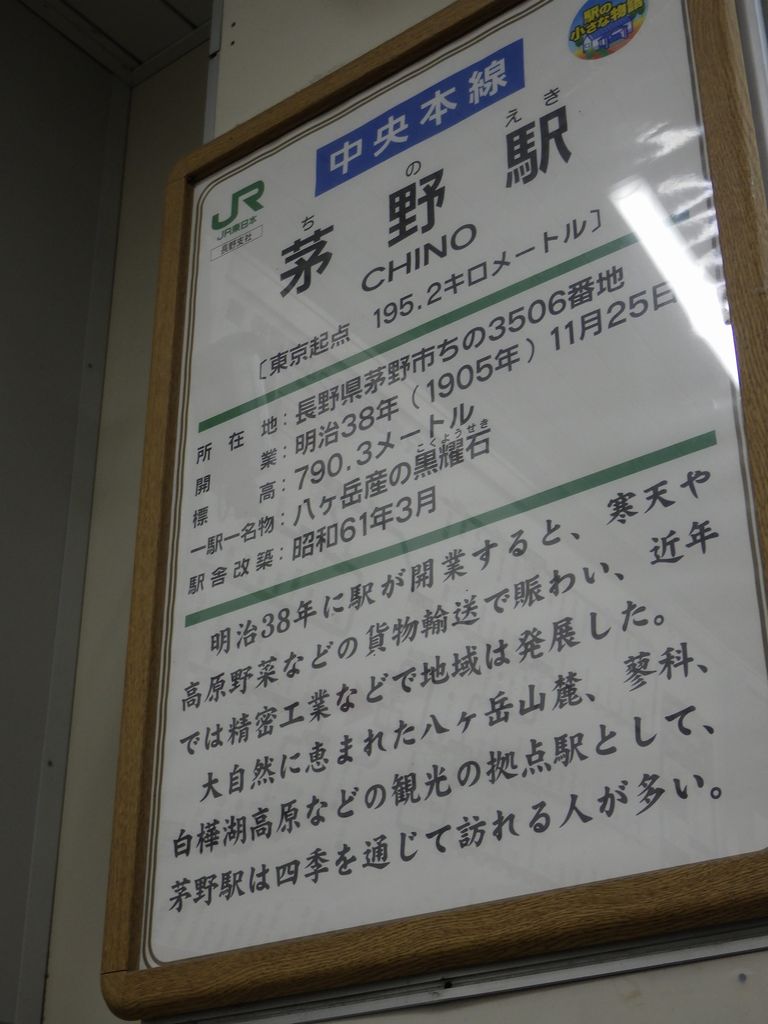 駅の
小さな物語
中央本線
JR
JR東日本
長野支社
ち の えき
茅野駅
CHINO
〔東京起点 195.2キロメートル〕
所在地：長野県茅野市ちの3506番地
開業：明治38年（1905年）11月25日
標高：790.3メートル
こくようせき
一駅一名物：八ヶ岳産の黒耀石
駅舎改築：昭和61年3月
明治38年に駅が開業すると、寒天や
高原野菜などの貨物輸送で賑わい、近年
では精密工業などで地域は発展した。
大自然に恵まれた八ヶ岳山麓、蓼科、
白樺湖高原などの観光の拠点駅として、
茅野駅は四季を通じて訪れる人が多い。